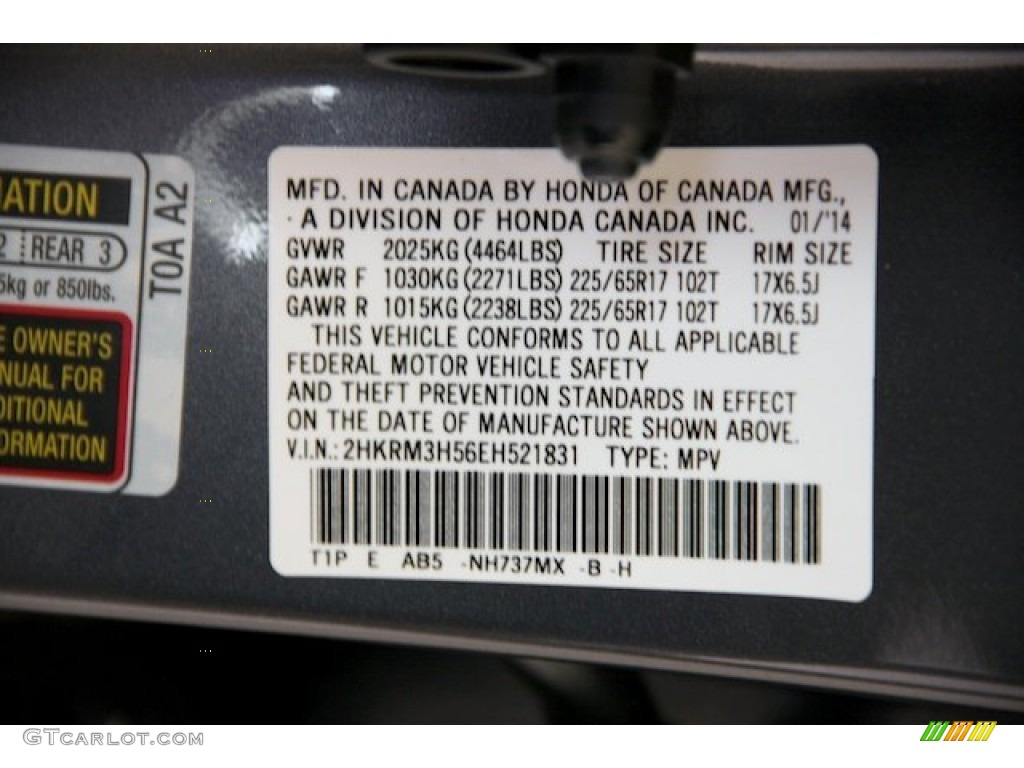 MATION
2 REAR 3
5kg or 850lbs.
E OWNER'S
NUAL FOR
DITIONAL
ORMATION
T0A A2
MFD. IN CANADA BY HONDA OF CANADA MFG.,
A DIVISION OF HONDA CANADA INC. 01/'14
GVWR 2025KG (4464LBS) TIRE SIZE RIM SIZE
GAWR F 1030KG (2271LBS) 225/65R17 102T 17X6.5J
GAWR R 1015KG (2238LBS) 225/65R17 102T 17X6.5J
THIS VEHICLE CONFORMS TO ALL APPLICABLE
FEDERAL MOTOR VEHICLE SAFETY
AND THEFT PREVENTION STANDARDS IN EFFECT
ON THE DATE OF MANUFACTURE SHOWN ABOVE.
V.I.N.: 2HKRM3H56EH521831 TYPE: MPV
T1P E AB5 -NH737MX -B -H
GTCARLOT.COM